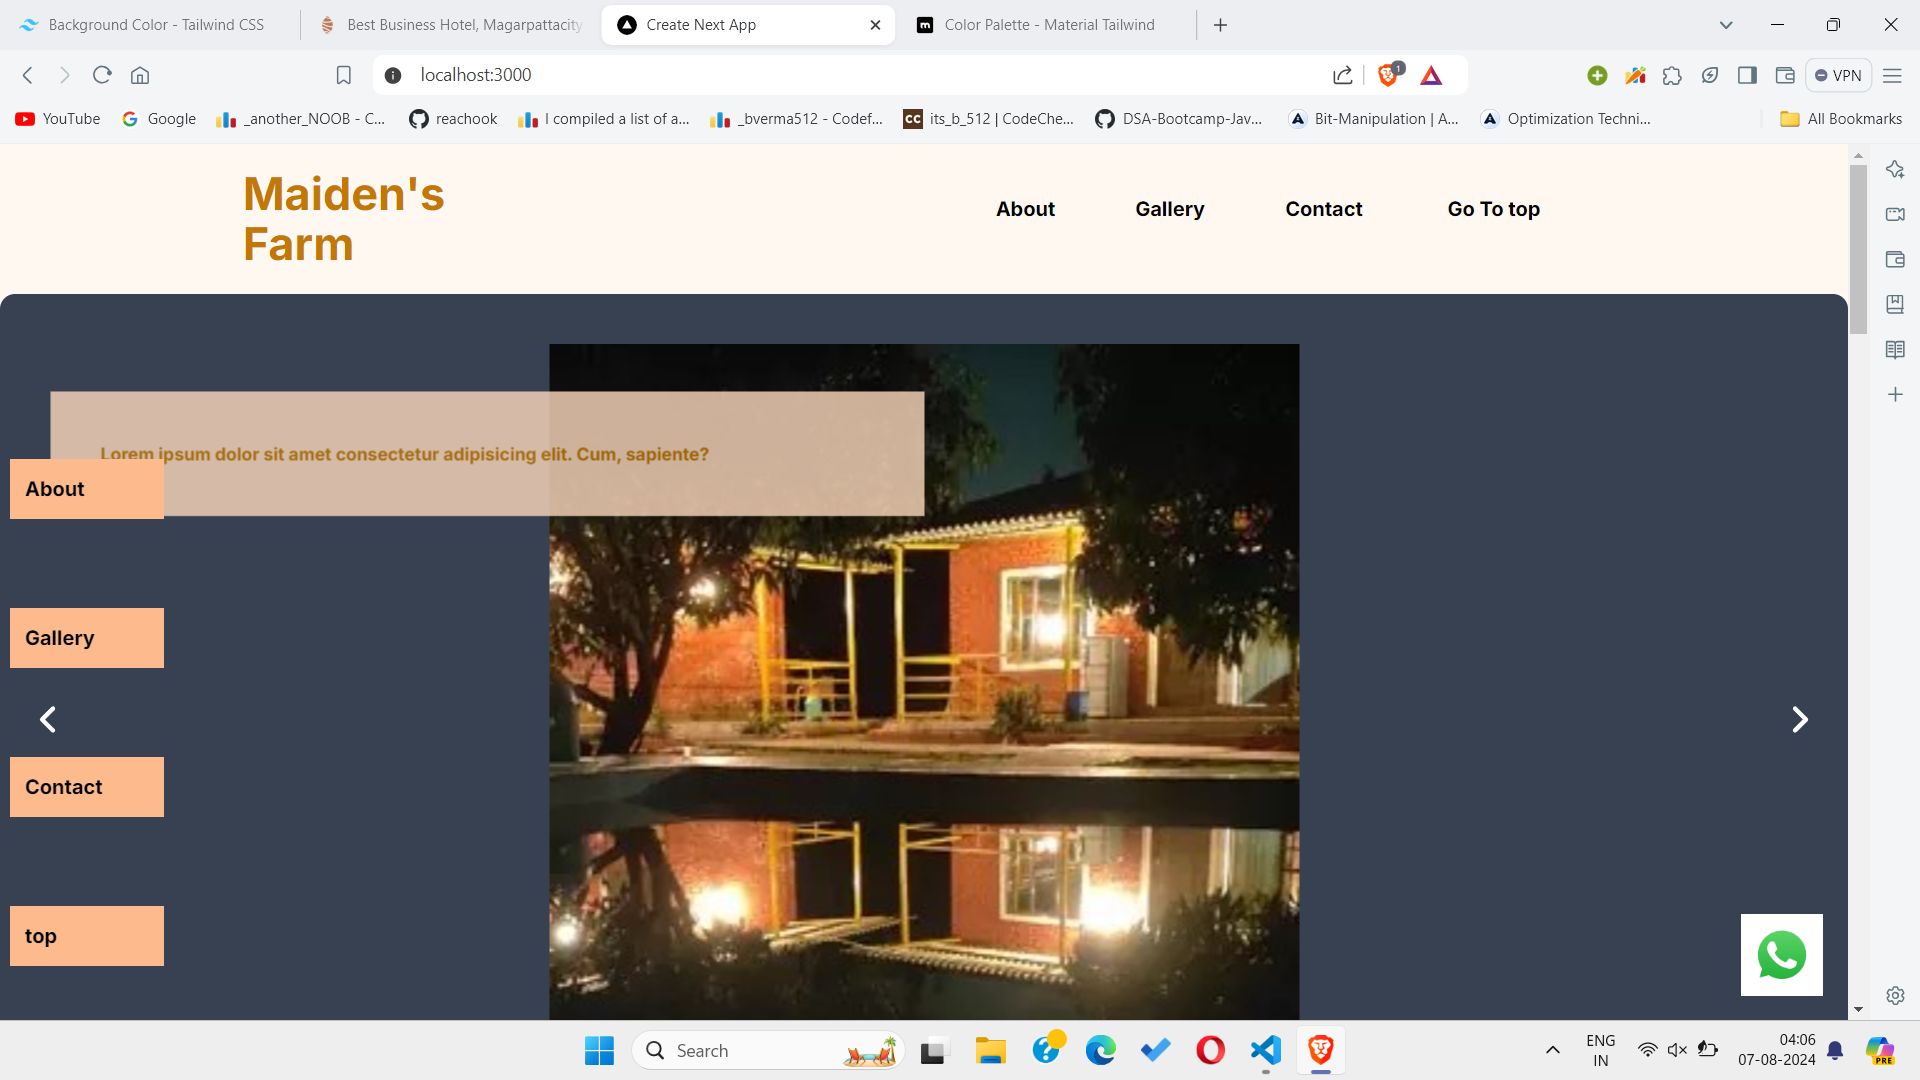 Background Color - Tailwind CSS
Best Business Hotel, Magarpattacity
Create Next App
Color Palette - Material Tailwind
localhost:3000
1
VPN
YouTube
Google
_another_NOOB - C...
reachook
I compiled a list of a...
_bverma512 - Codef...
CC
its_b_512 | CodeChe...
DSA-Bootcamp-Jav...
Bit-Manipulation | A...
Optimization Techni...
All Bookmarks
Maiden's
Farm
About
Gallery
Contact
Go To top
Lorem ipsum dolor sit amet consectetur adipisicing elit. Cum, sapiente?
About
Gallery
Contact
top
Search
ENG
IN
04:06
07-08-2024
PRE